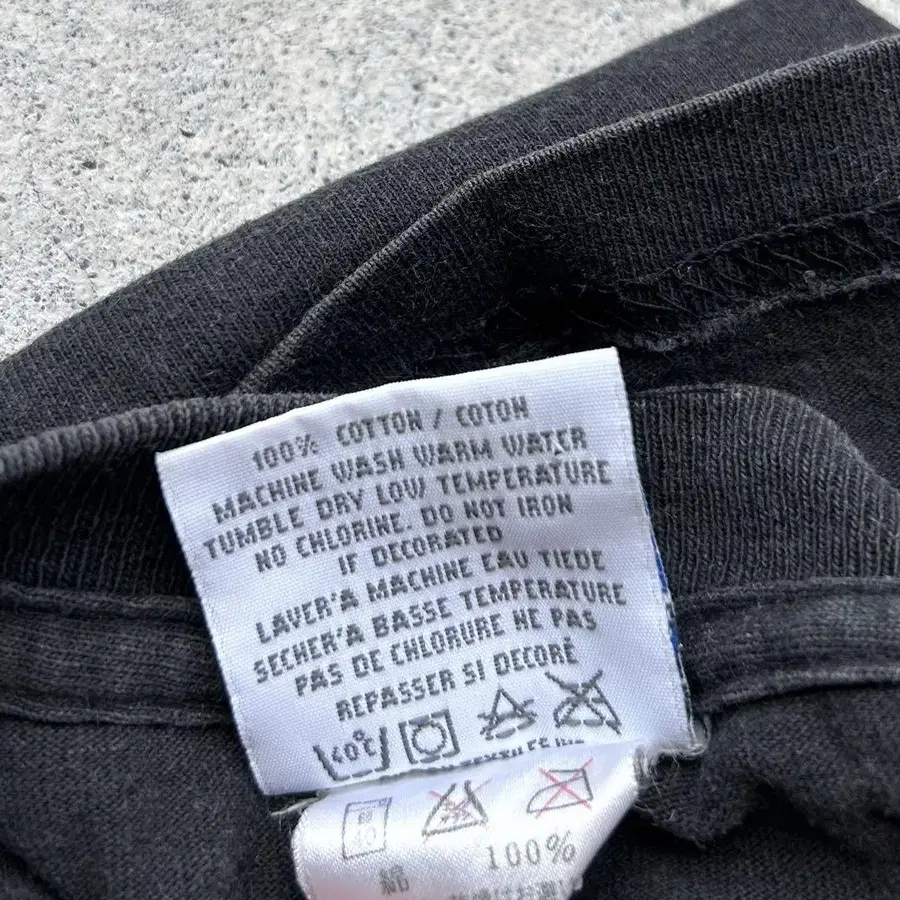 100% COTTON / COTON
MACHINE WASH WARM WATER
TUMBLE DRY LOW TEMPERATURE
NO CHLORINE. DO NOT IRON
IF DECORATED
LAVER'A MACHINE EAU TIEDE
SECHER'A BASSE TEMPERATURE
PAS DE CHLORURE NE PAS
REPASSER SI DECORÉ
40
100%